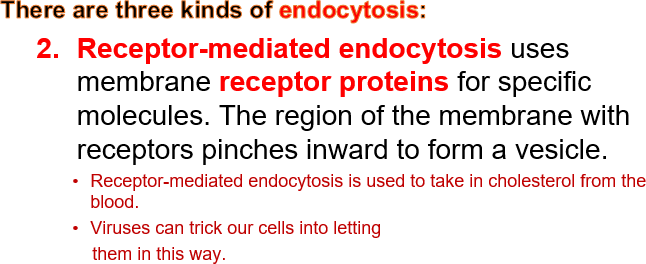 There are three kinds of endocytosis:
2. Receptor-mediated endocytosis uses
membrane receptor proteins for specific
molecules. The region of the membrane with
receptors pinches inward to form a vesicle.
• Receptor-mediated endocytosis is used to take in cholesterol from the
blood.
• Viruses can trick our cells into letting
them in this way.